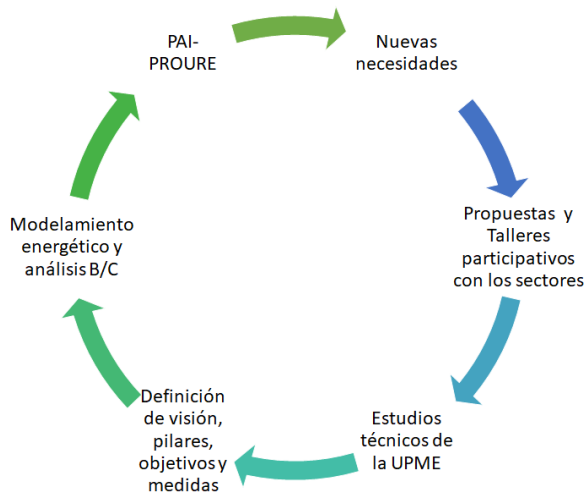 PAI-
PROURE
Nuevas
necesidades
Propuestas y
Talleres
participativos
con los sectores
Estudios
técnicos de
la UPME
Definición
de visión,
pilares,
objetivos y
medidas
Modelamiento
energético y
análisis B/C